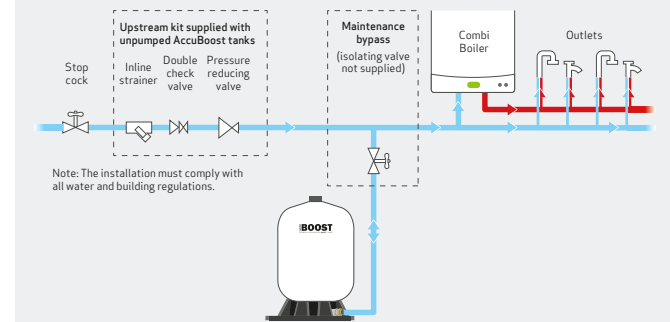 Upstream kit supplied with
unpumped AccuBoost tanks
Stop
cock
Inline
strainer
Double
check
valve
Pressure
reducing
valve
Maintenance
bypass
(isolating valve
not supplied)
Combi
Boiler
Outlets
Note: The installation must comply with
all water and building regulations.
BOOST